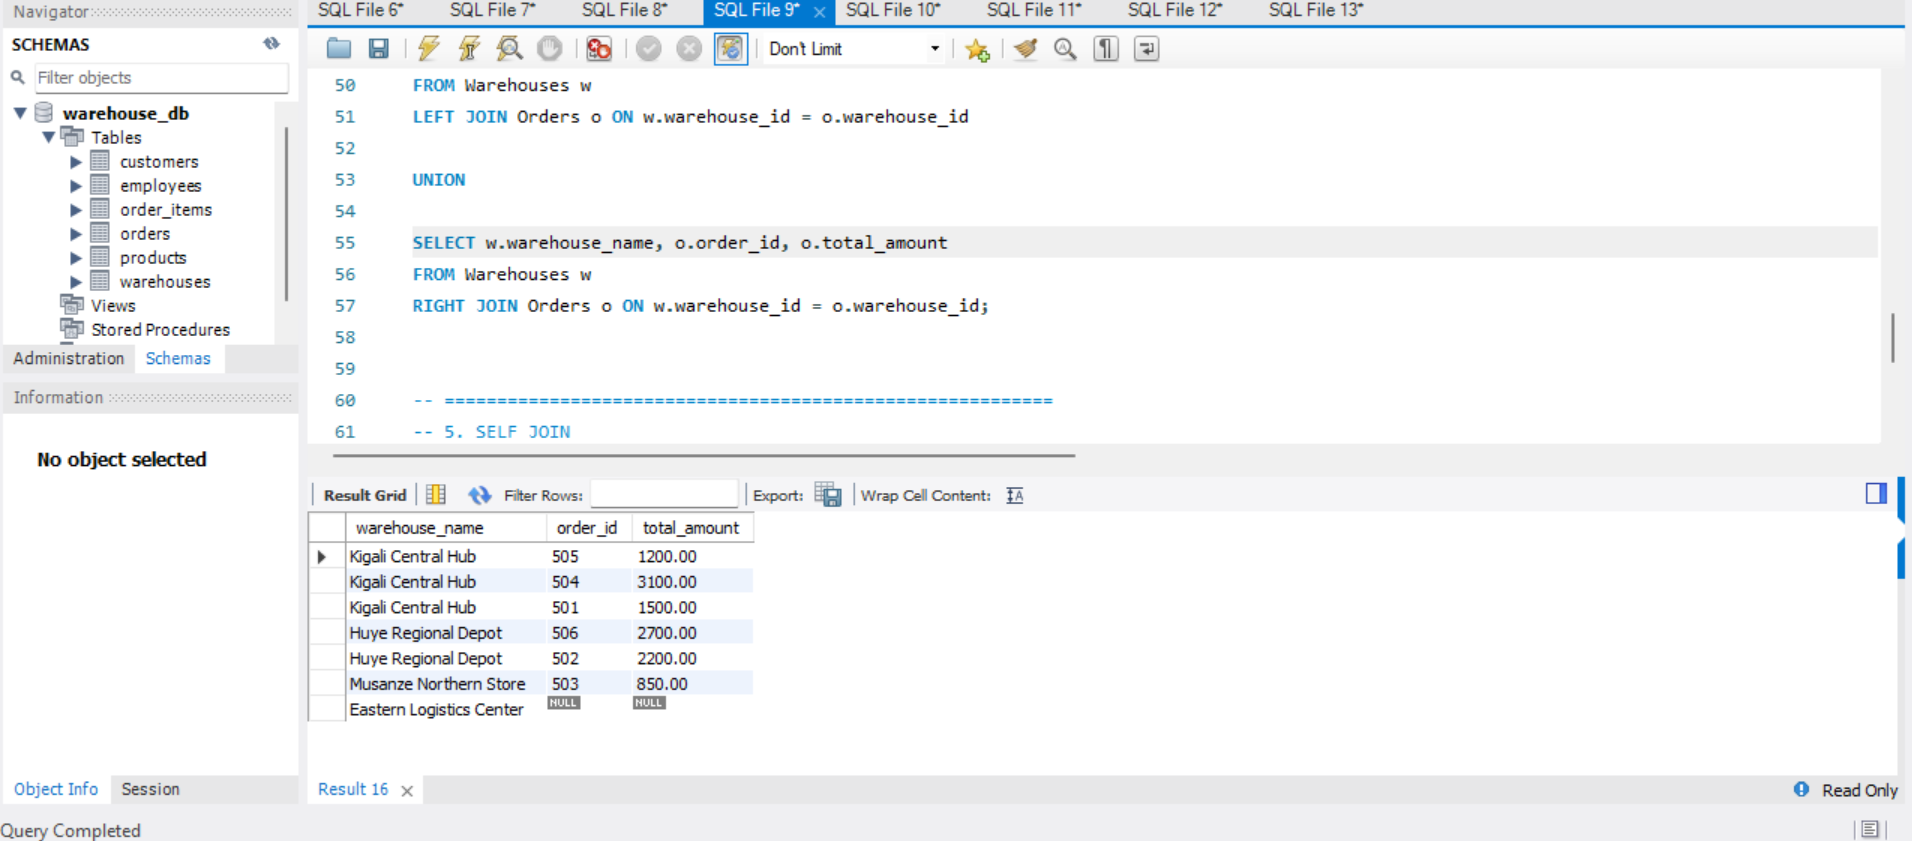 Navigator
SCHEMAS
Filter objects
warehouse_db
Tables
customers
employees
order_items
orders
products
warehouses
Views
Stored Procedures
Administration Schemas
Information
No object selected
Object Info Session
Query Completed
SQL File 6* SQL File 7* SQL File 8* SQL File 9* SQL File 10* SQL File 11* SQL File 12* SQL File 13*
Don't Limit
50 FROM Warehouses w
51 LEFT JOIN Orders o ON w.warehouse_id = o.warehouse_id
52
53 UNION
54
55 SELECT w.warehouse_name, o.order_id, o.total_amount
56 FROM Warehouses w
57 RIGHT JOIN Orders o ON w.warehouse_id = o.warehouse_id;
58
59
60 -- ==========================================================
61 -- 5. SELF JOIN
Result Grid Filter Rows: Export: Wrap Cell Content:
warehouse_name order_id total_amount
Kigali Central Hub 505 1200.00
Kigali Central Hub 504 3100.00
Kigali Central Hub 501 1500.00
Huye Regional Depot 506 2700.00
Huye Regional Depot 502 2200.00
Musanze Northern Store 503 850.00
Eastern Logistics Center NULL NULL
Result 16
Read Only